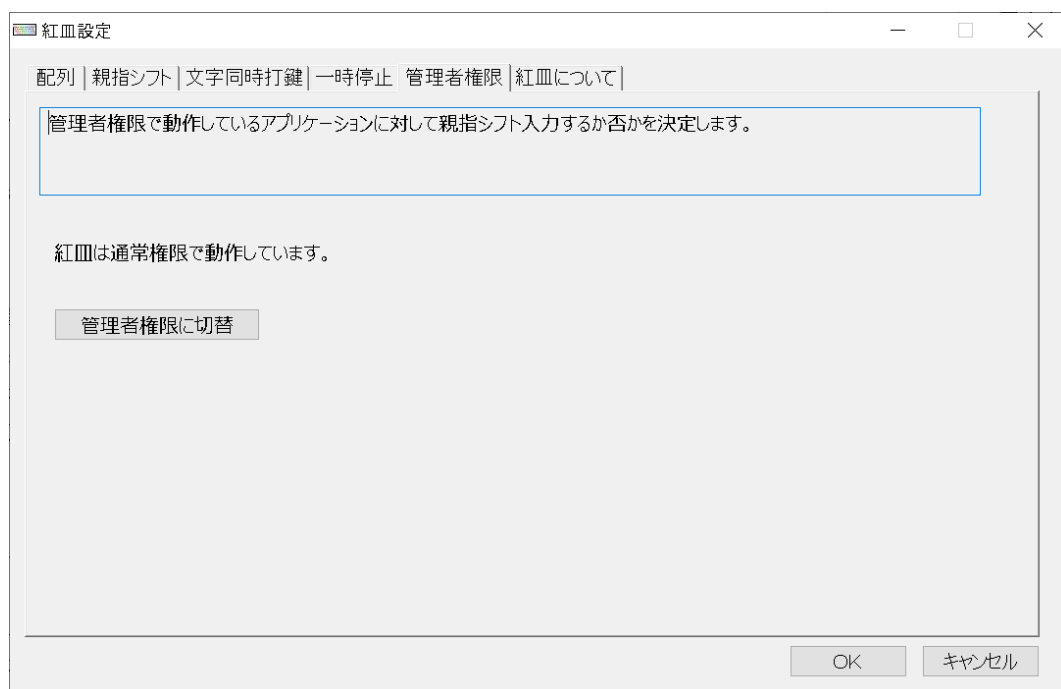 紅皿設定
配列 親指シフト 文字同時打鍵 一時停止 管理者権限 紅皿について
管理者権限で動作しているアプリケーションに対して親指シフト入力するか否かを決定します。
紅皿は通常権限で動作しています。
管理者権限に切替
OK キャンセル